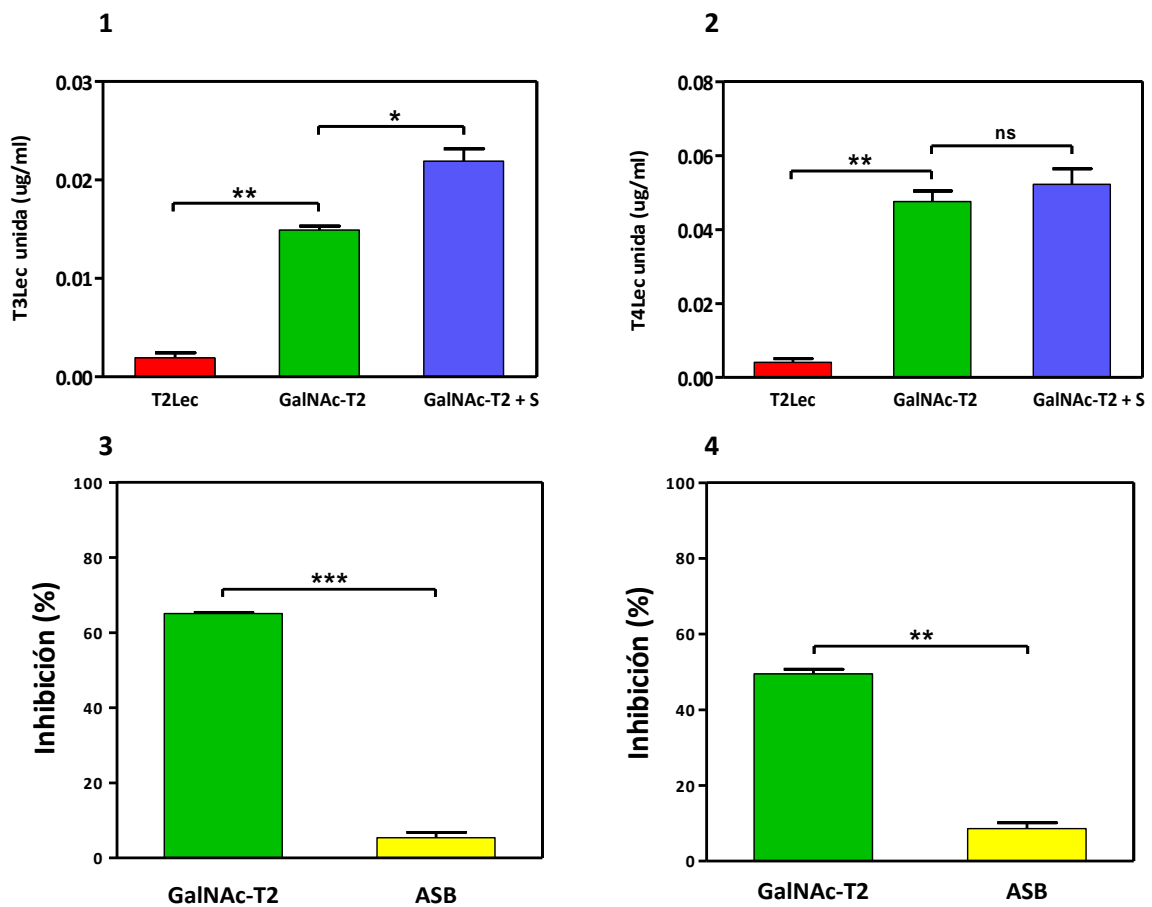 1
T3Lec unida (ug/ml)
0.03
0.02
0.01
0.00
**
*
T2Lec
GalNAc-T2
GalNAc-T2 + S
2
T4Lec unida (ug/ml)
0.08
0.06
0.04
0.02
0.00
**
ns
T2Lec
GalNAc-T2
GalNAc-T2 + S
3
Inhibición (%)
100
80
60
40
20
0
***
GalNAc-T2
ASB
4
Inhibición (%)
100
80
60
40
20
0
**
GalNAc-T2
ASB